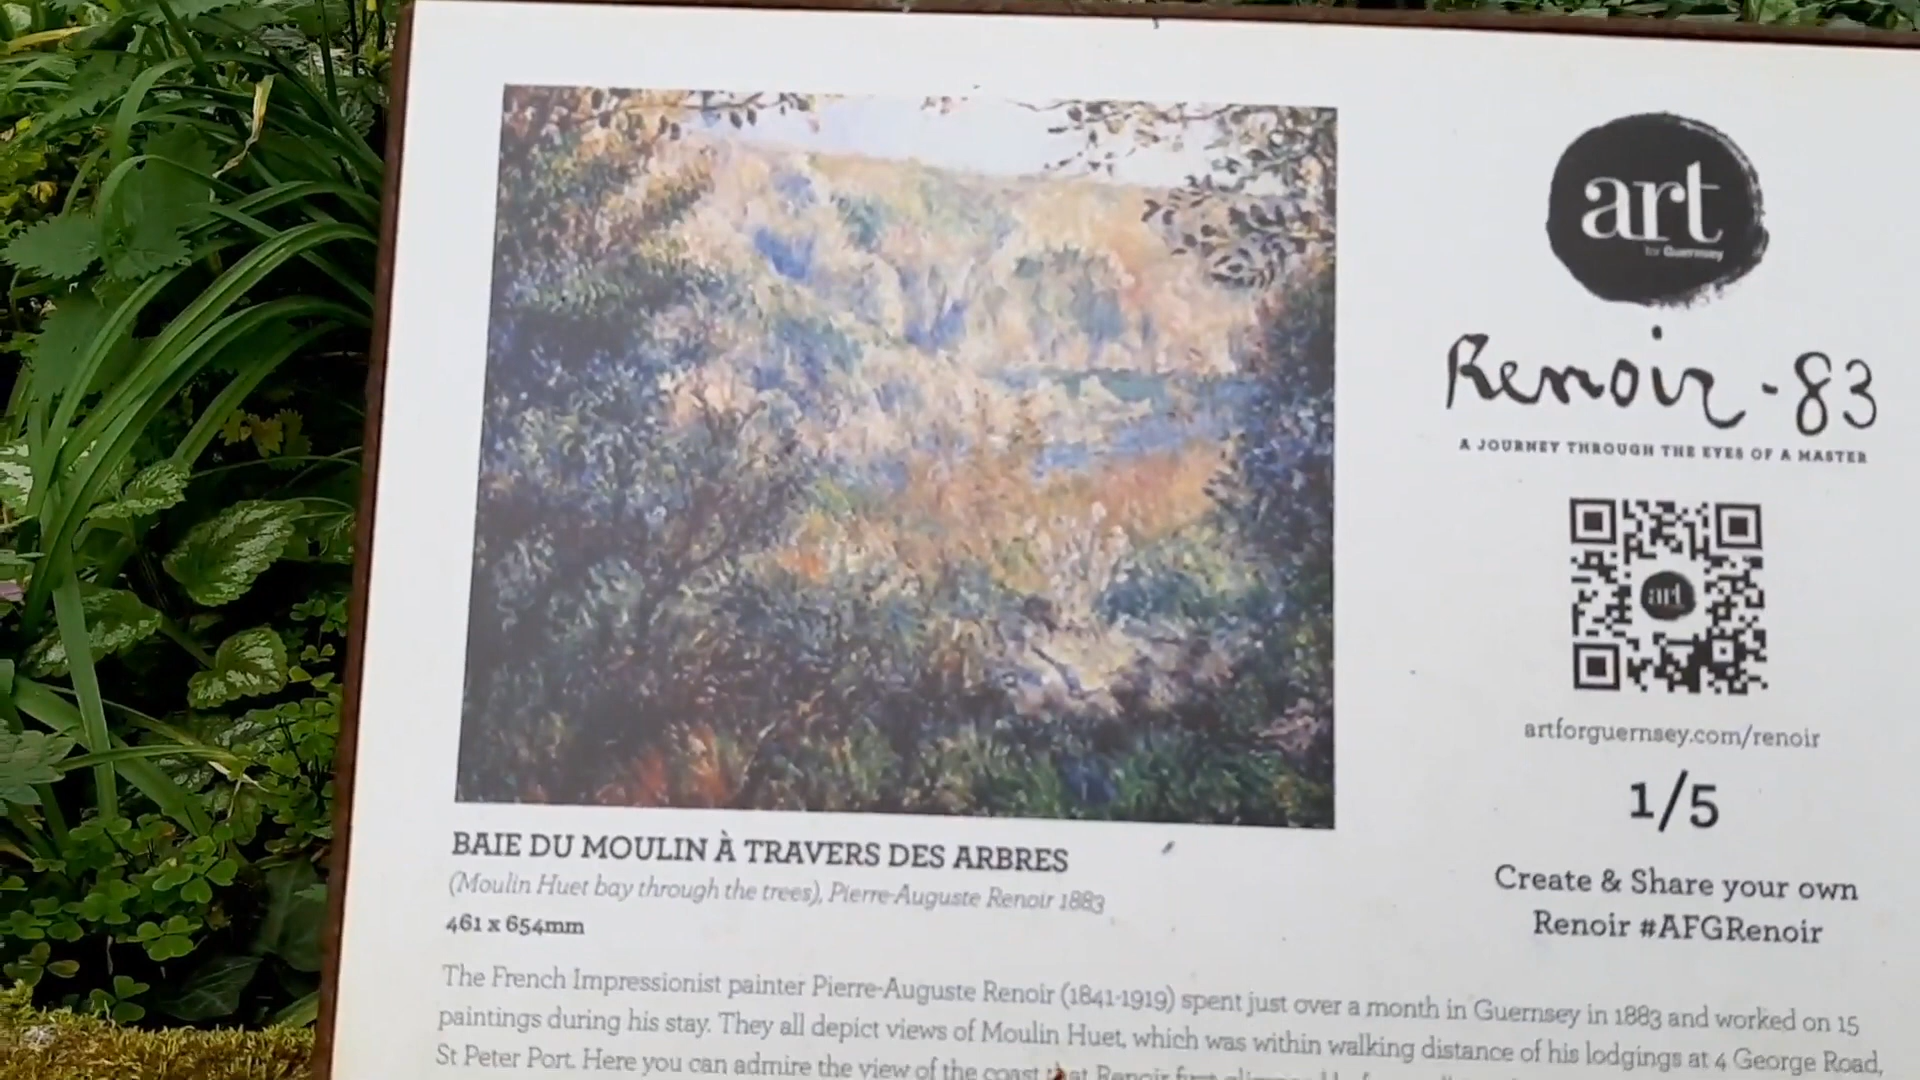 art
for Guernsey
Renoir - 83
A JOURNEY THROUGH THE EYES OF A MASTER
art
artforguernsey.com/renoir
1/5
Create & Share your own
Renoir #AFGRenoir
BAIE DU MOULIN À TRAVERS DES ARBRES
(Moulin Huet bay through the trees), Pierre-Auguste Renoir 1883
461 x 654mm
The French Impressionist painter Pierre-Auguste Renoir (1841-1919) spent just over a month in Guernsey in 1883 and worked on 15
paintings during his stay. They all depict views of Moulin Huet, which was within walking distance of his lodgings at 4 George Road,
St Peter Port. Here you can admire the view of the coast that Renoir first